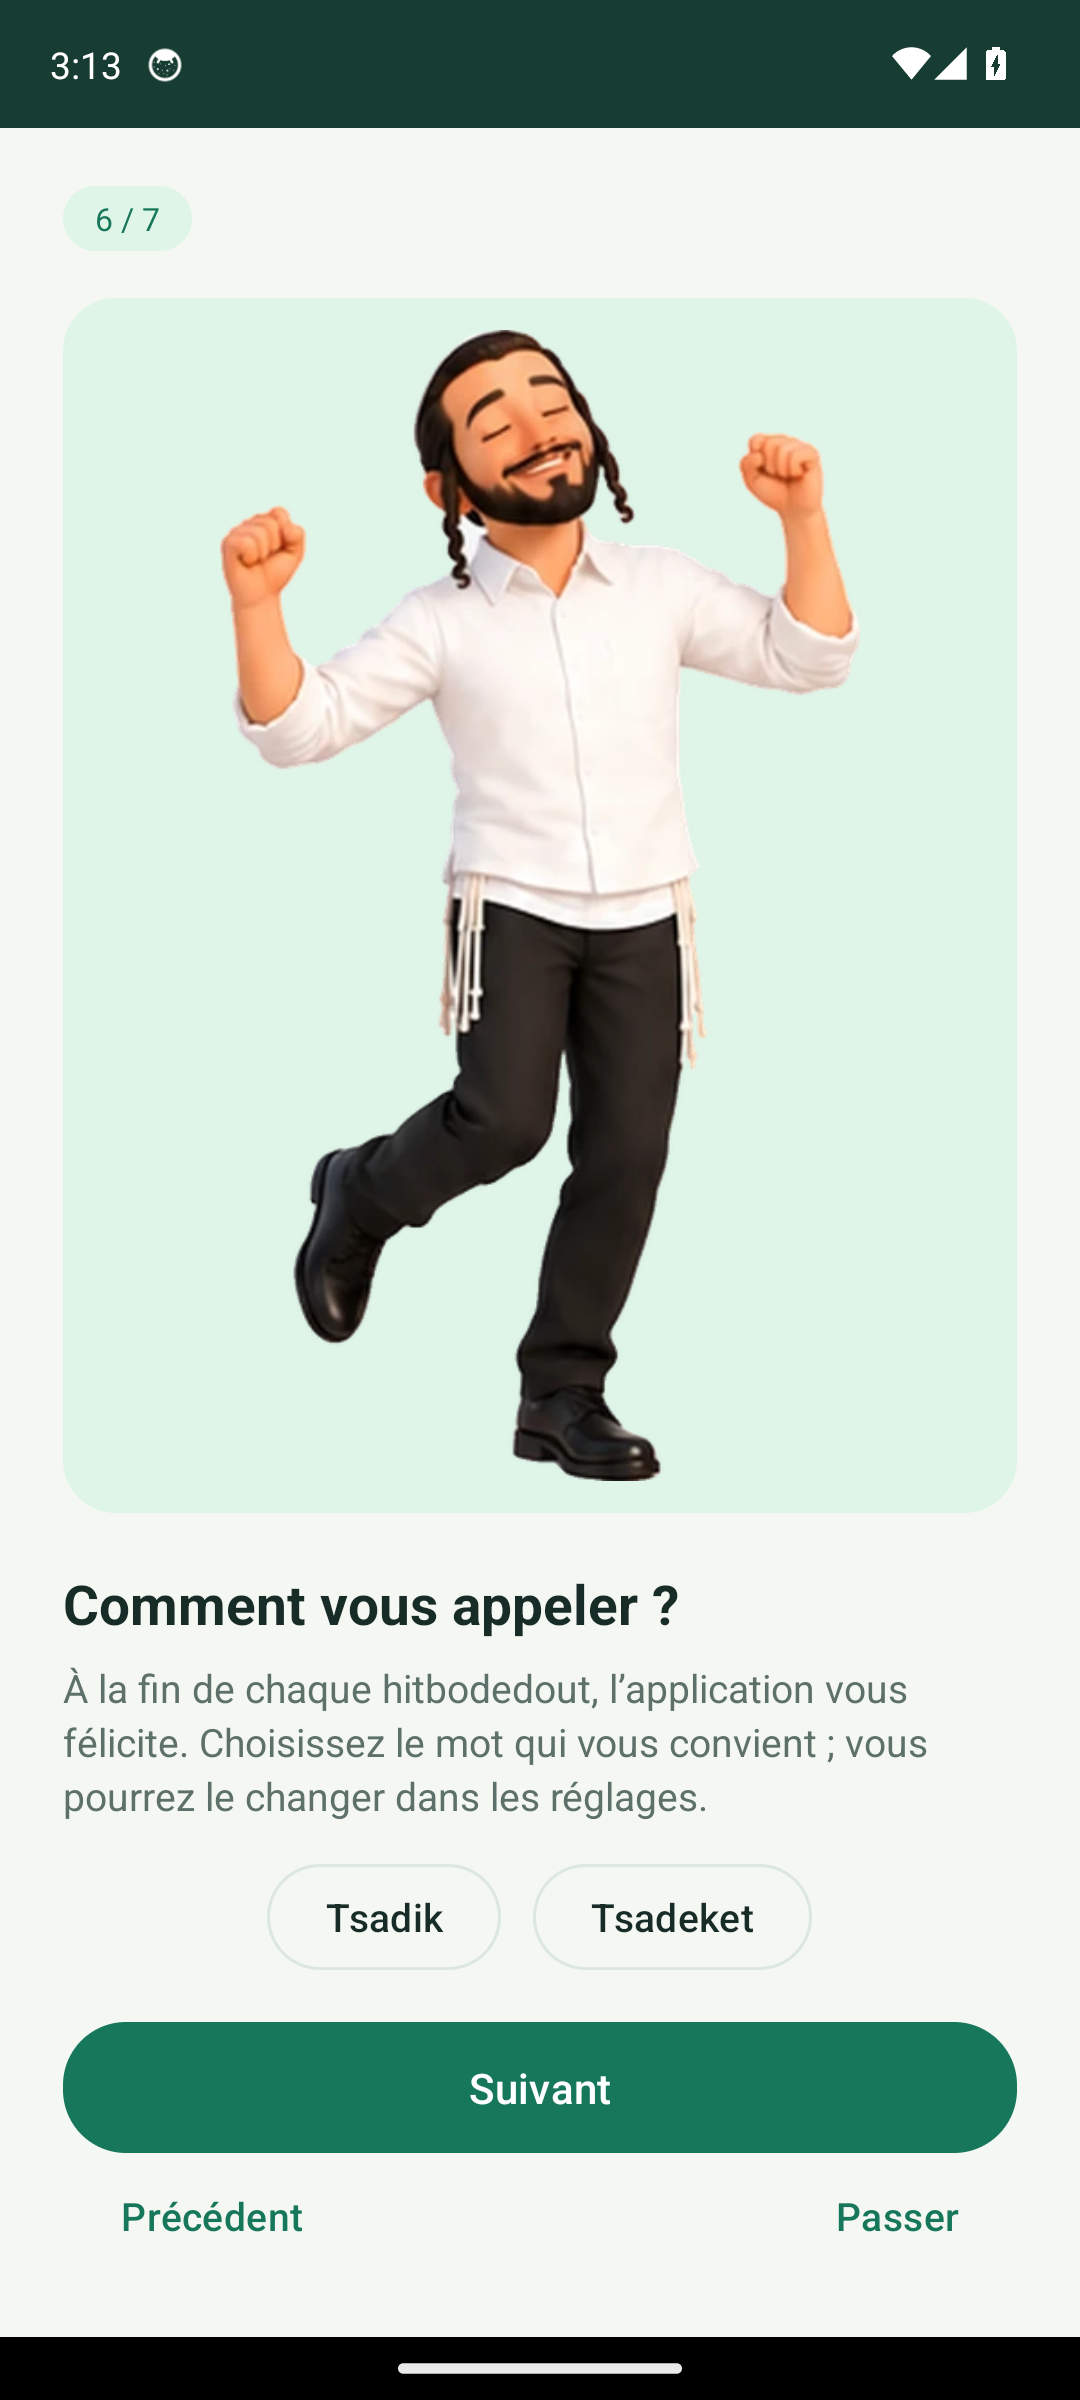 3:13
6 / 7
Comment vous appeler ?
À la fin de chaque hitbodedout, l’application vous
félicite. Choisissez le mot qui vous convient ; vous
pourrez le changer dans les réglages.
Tsadik
Tsadeket
Suivant
Précédent
Passer